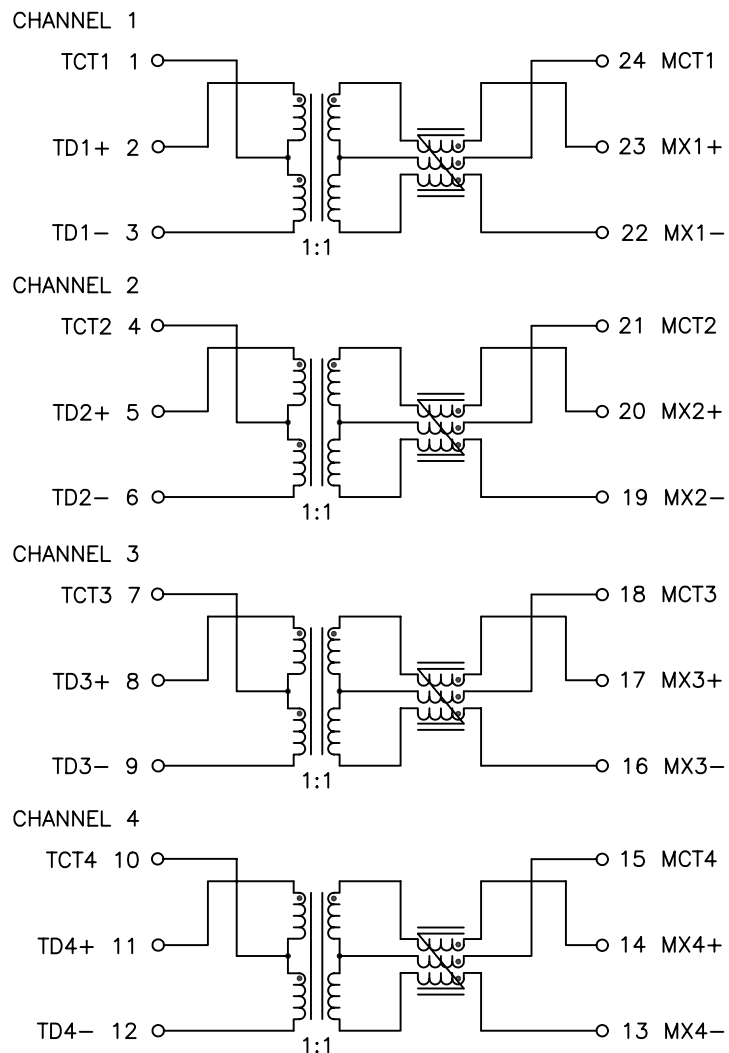 CHANNEL 1
TCT1 1 24 MCT1
TD1+ 2 23 MX1+
TD1− 3 22 MX1−
1:1
CHANNEL 2
TCT2 4 21 MCT2
TD2+ 5 20 MX2+
TD2− 6 19 MX2−
1:1
CHANNEL 3
TCT3 7 18 MCT3
TD3+ 8 17 MX3+
TD3− 9 16 MX3−
1:1
CHANNEL 4
TCT4 10 15 MCT4
TD4+ 11 14 MX4+
TD4− 12 13 MX4−
1:1